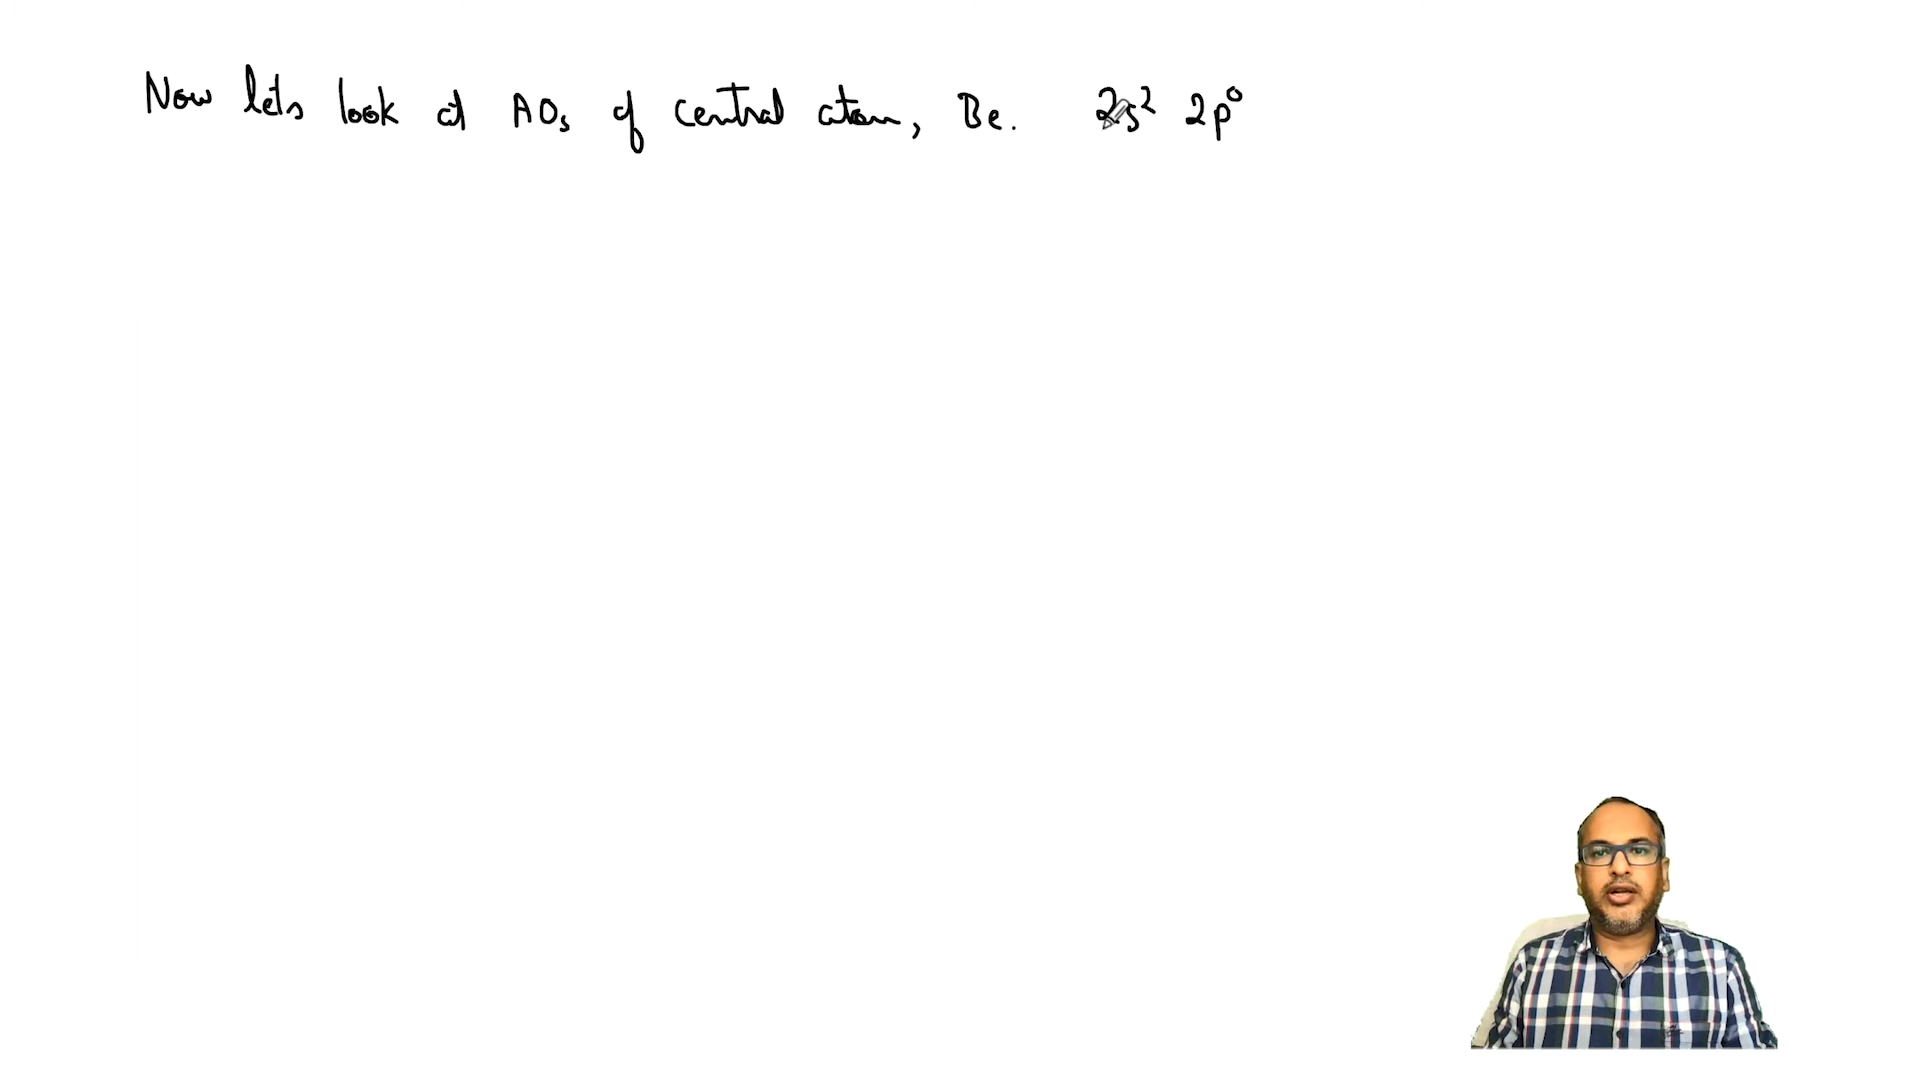 Now lets look at AOs of central atom, Be. 2s² 2p⁰